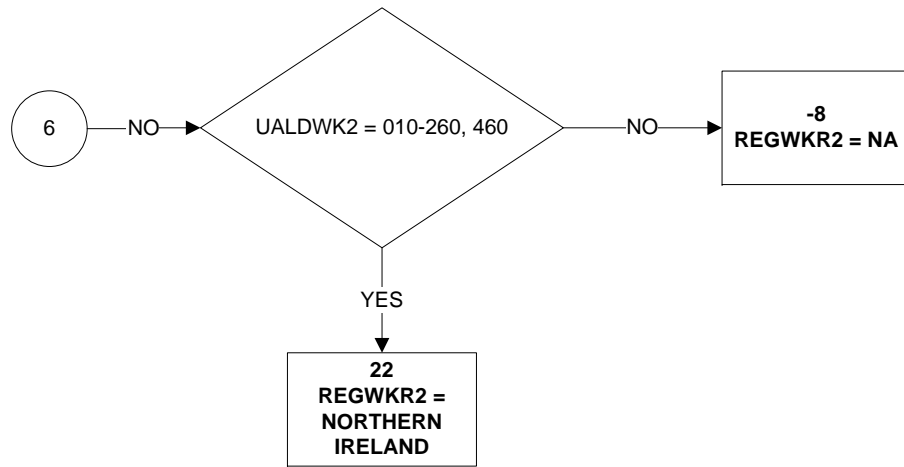 6
NO
UALDWK2 = 010-260, 460
NO
-8
REGWKR2 = NA
YES
22
REGWKR2 =
NORTHERN
IRELAND